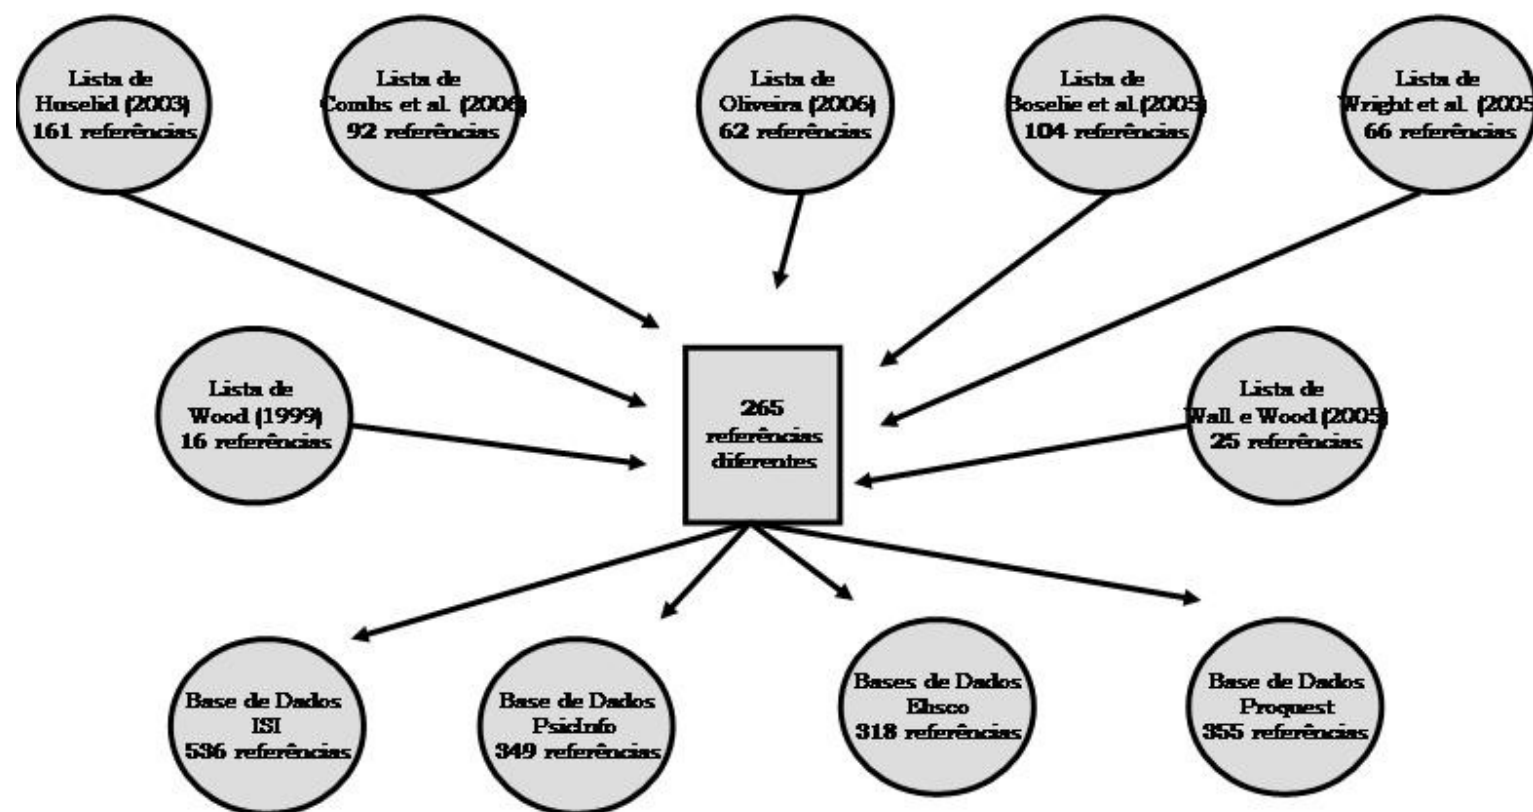 Lista de
Huselid (2003)
161 referências
Lista de
Combs et al. (2006)
92 referências
Lista de
Oliveira (2006)
62 referências
Lista de
Boselie et al.(2005)
104 referências
Lista de
Wright et al. (2005
66 referências
Lista de
Wood (1999)
16 referências
265
referências
diferentes
Lista de
Wall e Wood (2005)
25 referências
Base de Dados
ISI
536 referências
Base de Dados
PsicInfo
349 referências
Bases de Dados
Ebsco
318 referências
Base de Dados
Proquest
355 referências